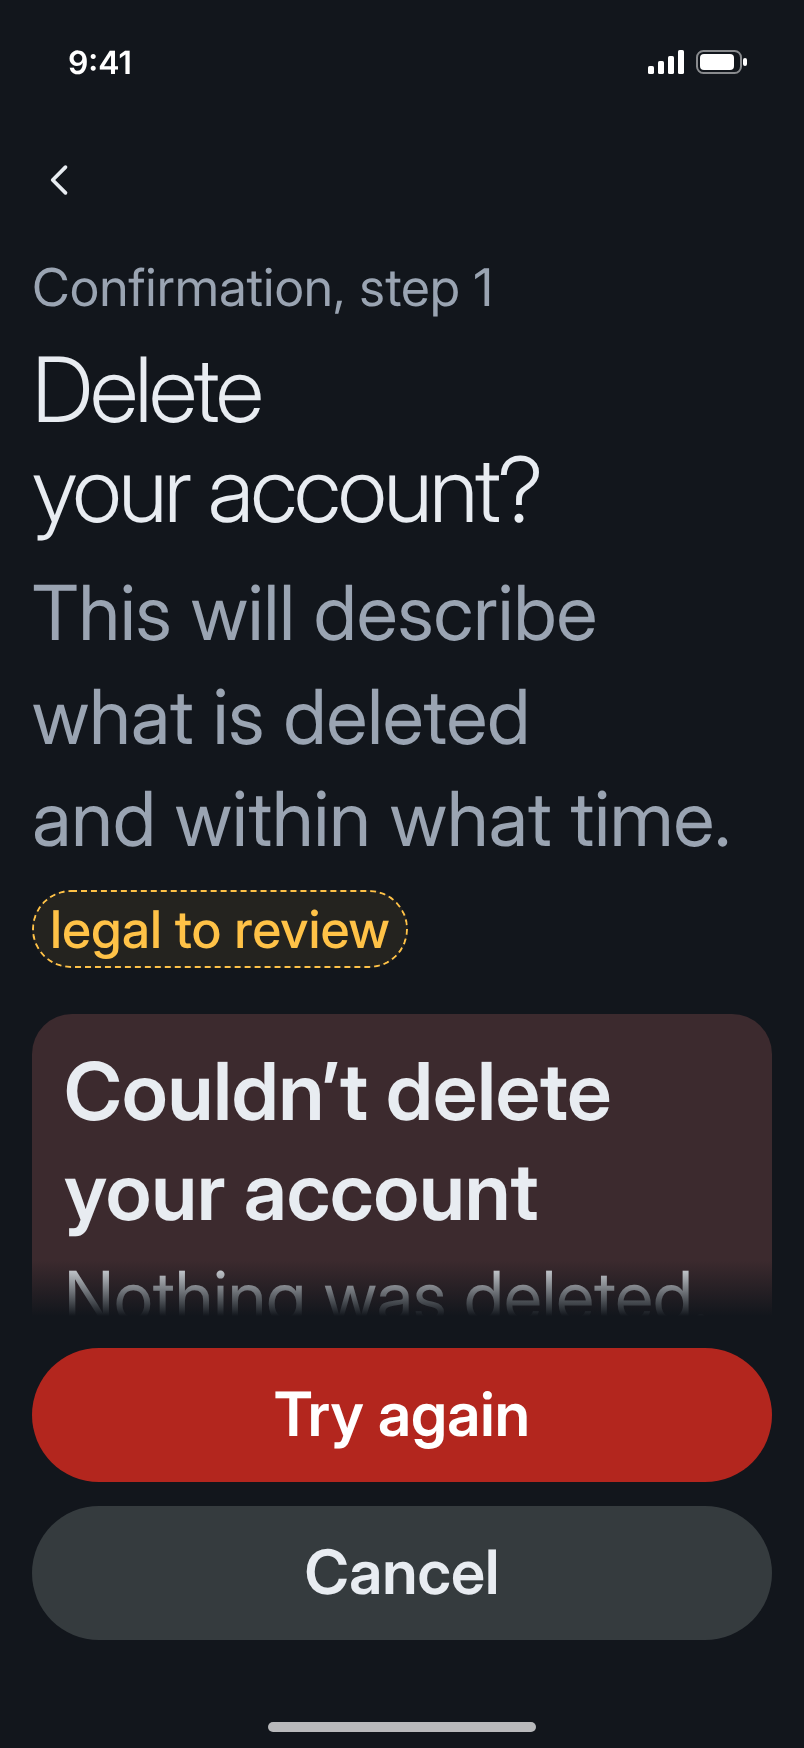 9:41
Confirmation, step 1
Delete
your account?
This will describe
what is deleted
and within what time.
legal to review
Couldn’t delete
your account
Nothing was deleted
Try again
Cancel